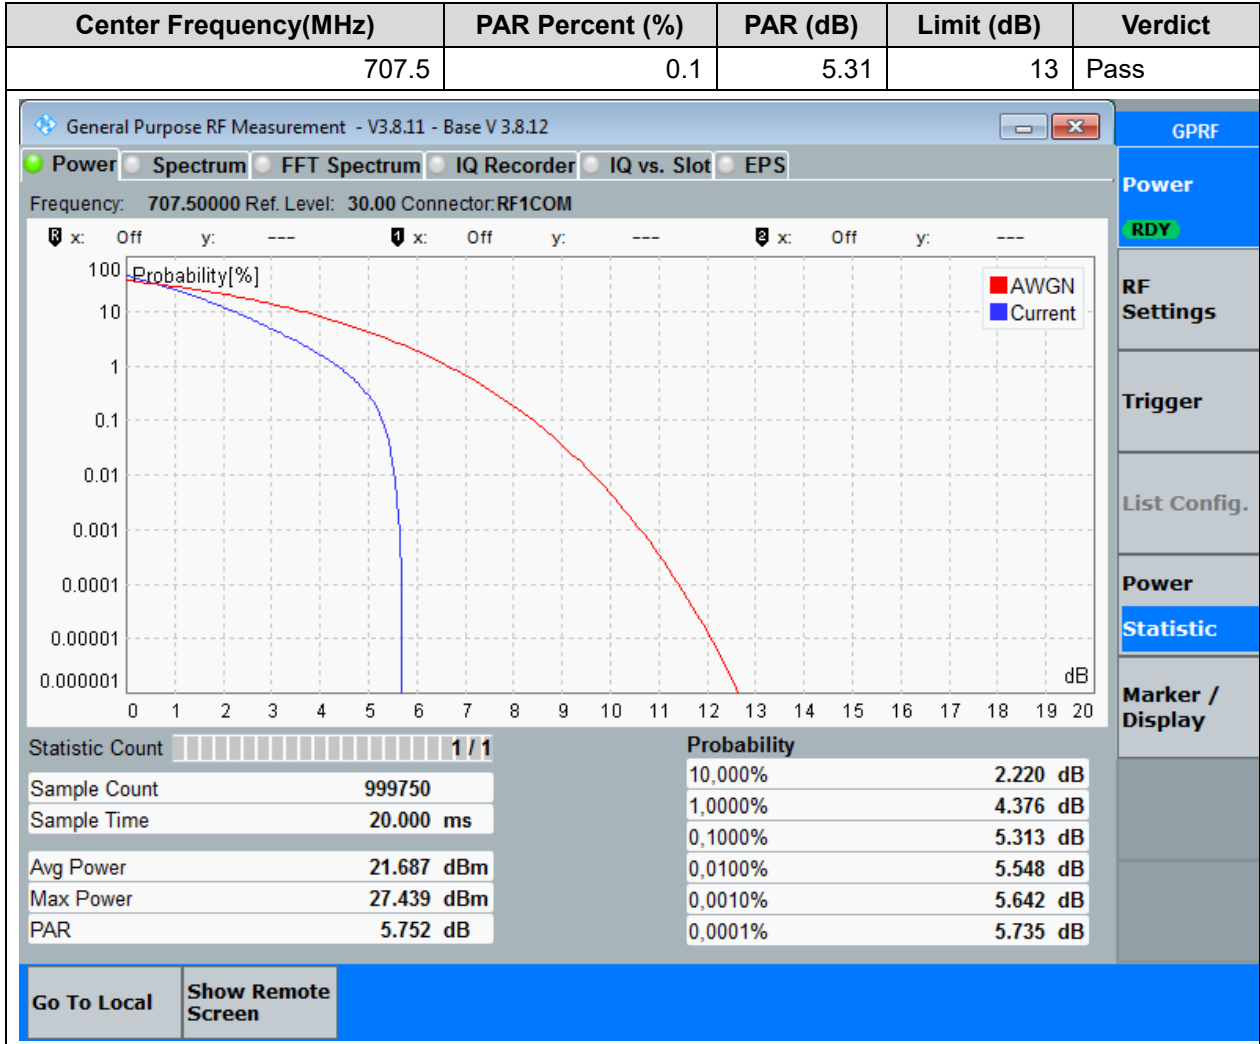 Center Frequency(MHz) PAR Percent (%) PAR (dB) Limit (dB) Verdict
707.5 0.1 5.31 13 Pass
General Purpose RF Measurement - V3.8.11 - Base V 3.8.12
GPRF
Power Spectrum FFT Spectrum IQ Recorder IQ vs. Slot EPS
Frequency: 707.50000 Ref. Level: 30.00 Connector: RF1COM
R x: Off y: --- 1 x: Off y: --- 2 x: Off y: ---
Probability[%]
100
10
1
0.1
0.01
0.001
0.0001
0.00001
0.000001
AWGN
Current
dB
0 1 2 3 4 5 6 7 8 9 10 11 12 13 14 15 16 17 18 19 20
Statistic Count 1 / 1
Sample Count 999750
Sample Time 20.000 ms
Avg Power 21.687 dBm
Max Power 27.439 dBm
PAR 5.752 dB
Probability
10,000% 2.220 dB
1,0000% 4.376 dB
0,1000% 5.313 dB
0,0100% 5.548 dB
0,0010% 5.642 dB
0,0001% 5.735 dB
Power
RDY
RF
Settings
Trigger
List Config.
Power
Statistic
Marker /
Display
Go To Local
Show Remote
Screen